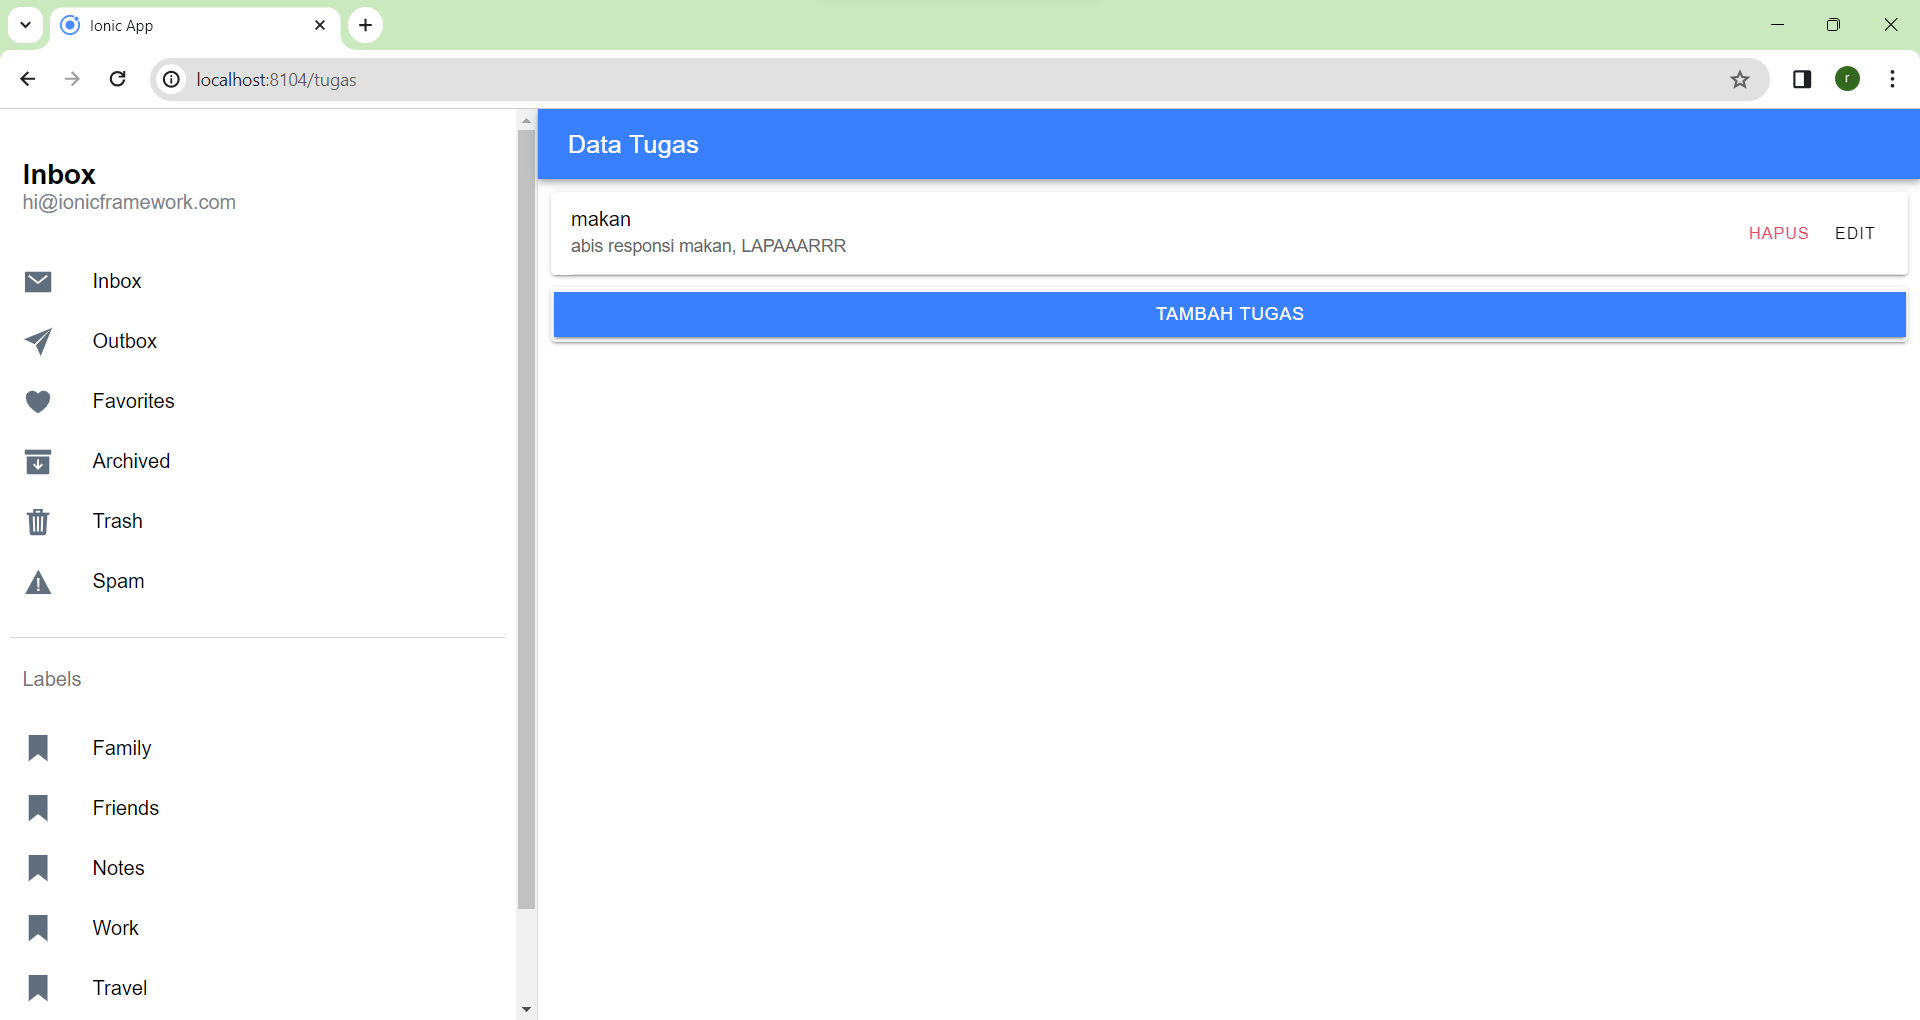 Ionic App
localhost:8104/tugas
r
Inbox
hi@ionicframework.com
Inbox
Outbox
Favorites
Archived
Trash
Spam
Labels
Family
Friends
Notes
Work
Travel
Data Tugas
makan
abis responsi makan, LAPAAARRR
HAPUS EDIT
TAMBAH TUGAS